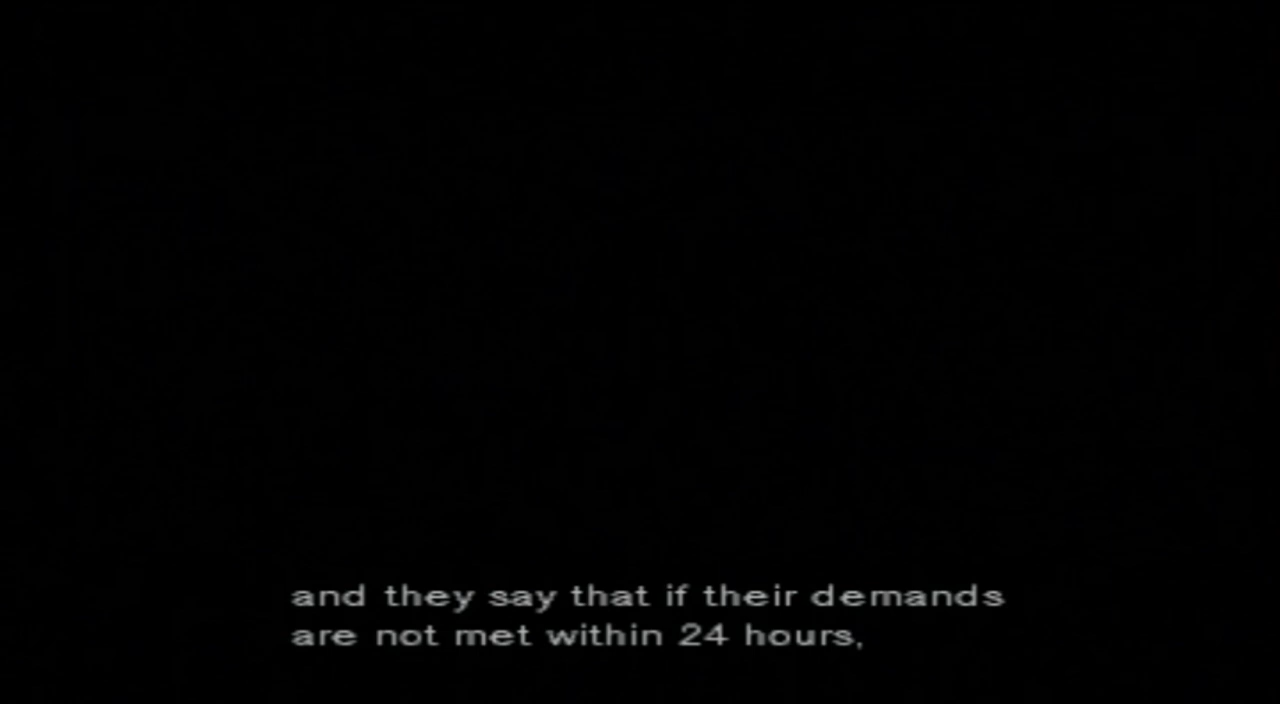 and they say that if their demands
are not met within 24 hours,